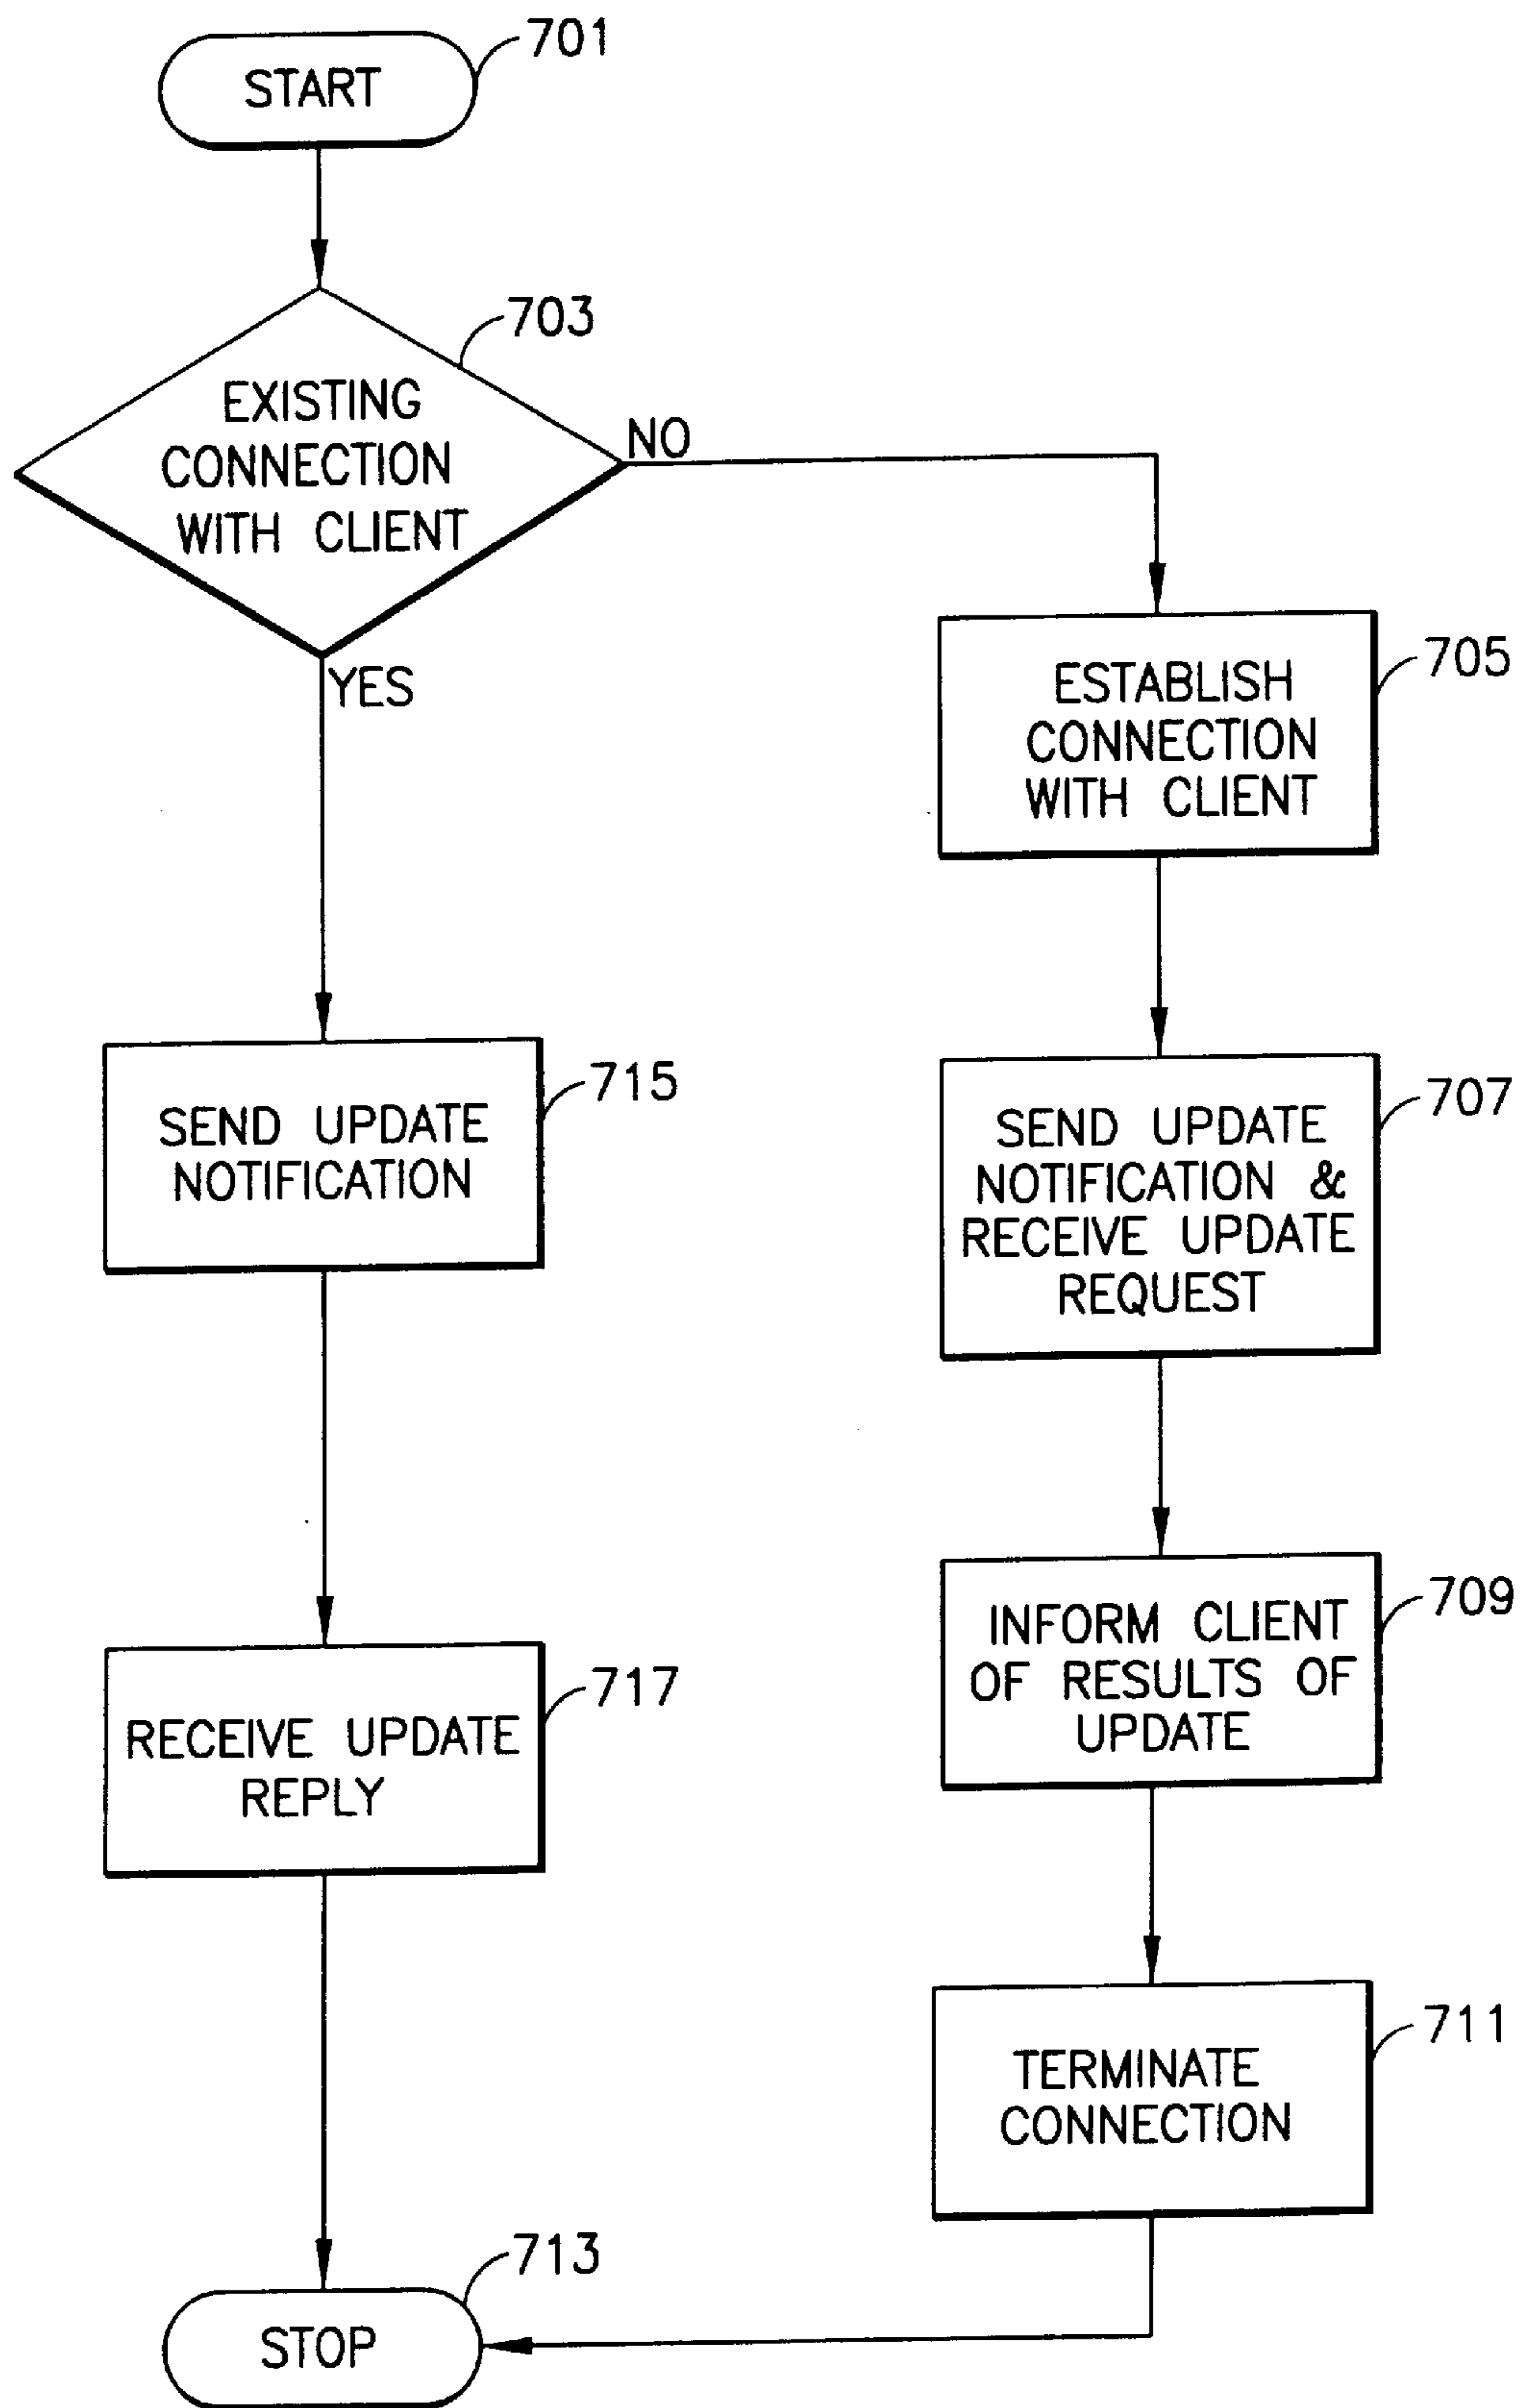 701
START
703
EXISTING
CONNECTION
WITH CLIENT
NO
YES
705
ESTABLISH
CONNECTION
WITH CLIENT
715
SEND UPDATE
NOTIFICATION
707
SEND UPDATE
NOTIFICATION &
RECEIVE UPDATE
REQUEST
717
RECEIVE UPDATE
REPLY
709
INFORM CLIENT
OF RESULTS OF
UPDATE
711
TERMINATE
CONNECTION
713
STOP